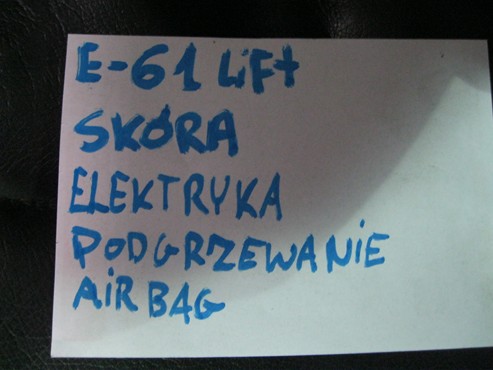 E-61 LiFt
SKÓRA
ELEKTRYKA
PODGRZEWANiE
AiRBAG